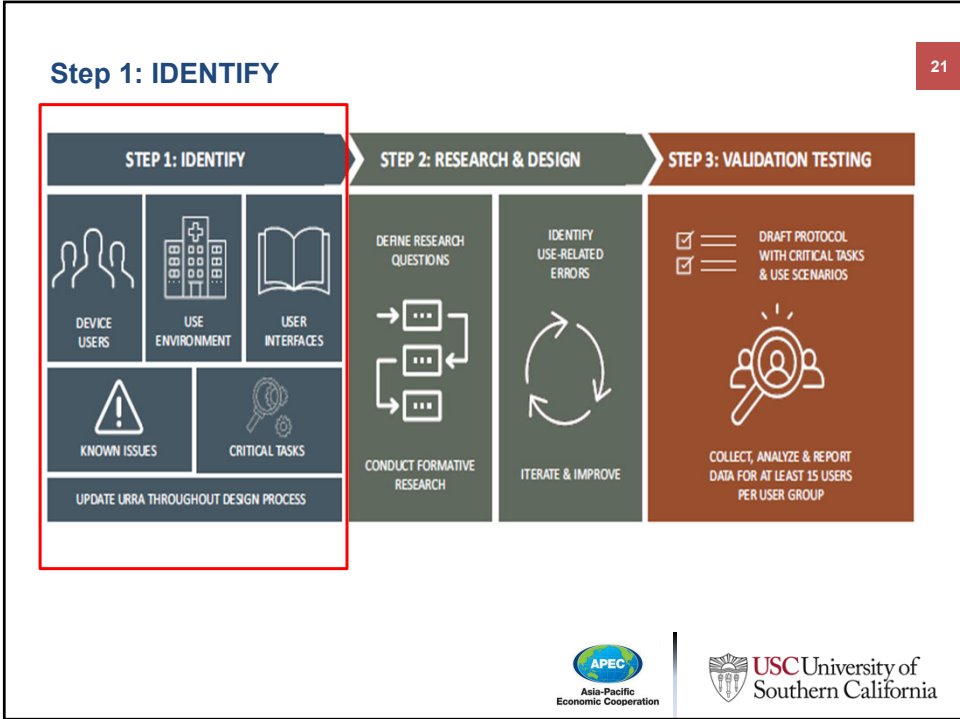 Step 1: IDENTIFY
21
STEP 1: IDENTIFY
STEP 2: RESEARCH & DESIGN
STEP 3: VALIDATION TESTING
DEVICE
USERS
USE
ENVIRONMENT
USER
INTERFACES
KNOWN ISSUES
CRITICAL TASKS
UPDATE URRA THROUGHOUT DESIGN PROCESS
DEFINE RESEARCH
QUESTIONS
CONDUCT FORMATIVE
RESEARCH
IDENTIFY
USE-RELATED
ERRORS
ITERATE & IMPROVE
DRAFT PROTOCOL
WITH CRITICAL TASKS
& USE SCENARIOS
COLLECT, ANALYZE & REPORT
DATA FOR AT LEAST 15 USERS
PER USER GROUP
APEC
Asia-Pacific
Economic Cooperation
USC University of
Southern California